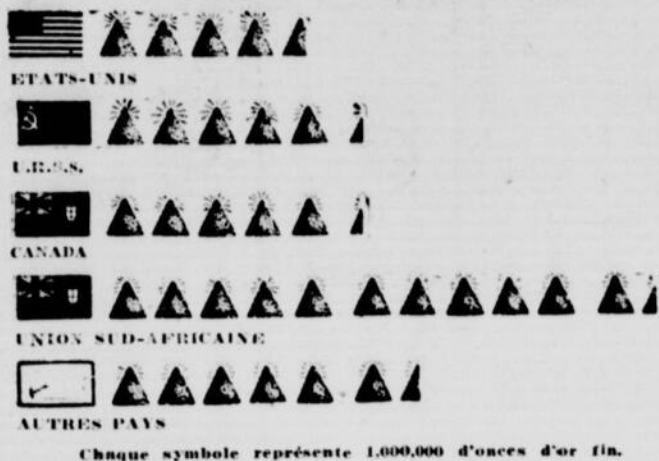 ETATS-UNIS
U.R.S.S.
CANADA
UNION SUD-AFRICAINE
AUTRES PAYS
Chaque symbole représente 1,000,000 d'onces d'or fin.